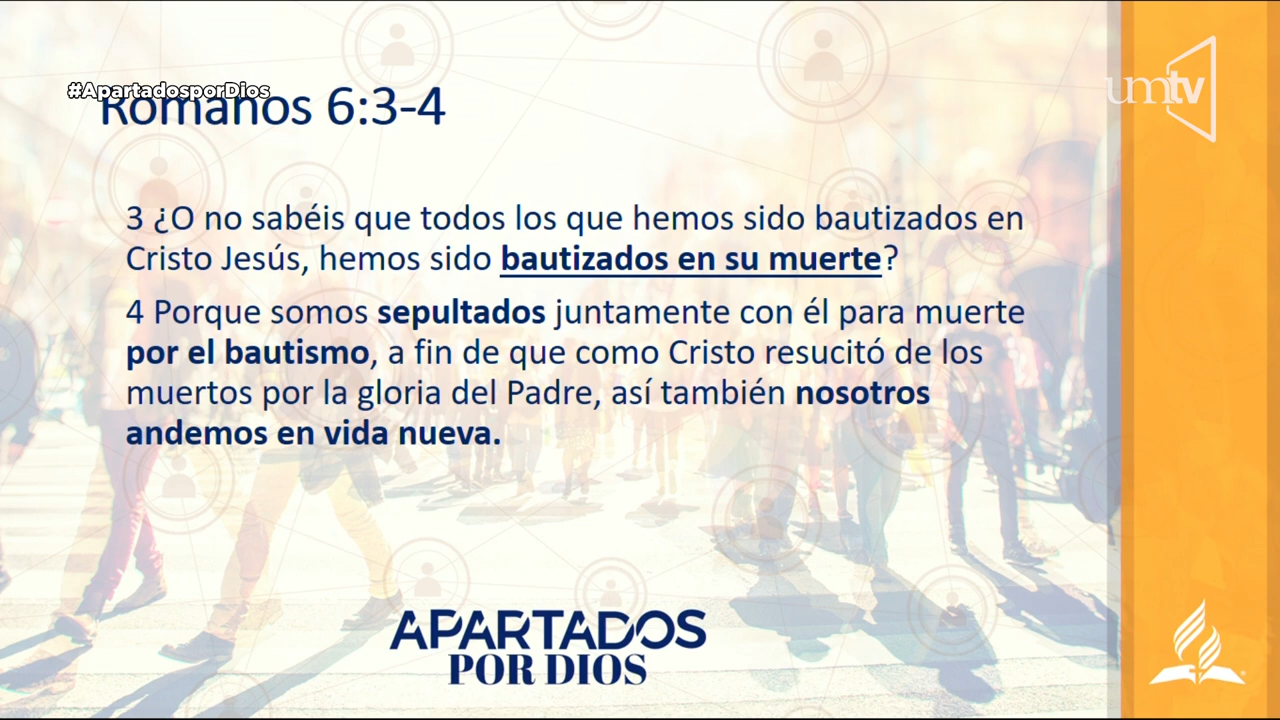 #ApartadosporDios
Romanos 6:3-4
umtv
3 ¿O no sabéis que todos los que hemos sido bautizados en
Cristo Jesús, hemos sido bautizados en su muerte?
4 Porque somos sepultados juntamente con él para muerte
por el bautismo, a fin de que como Cristo resucitó de los
muertos por la gloria del Padre, así también nosotros
andemos en vida nueva.
APARTADOS
POR DIOS